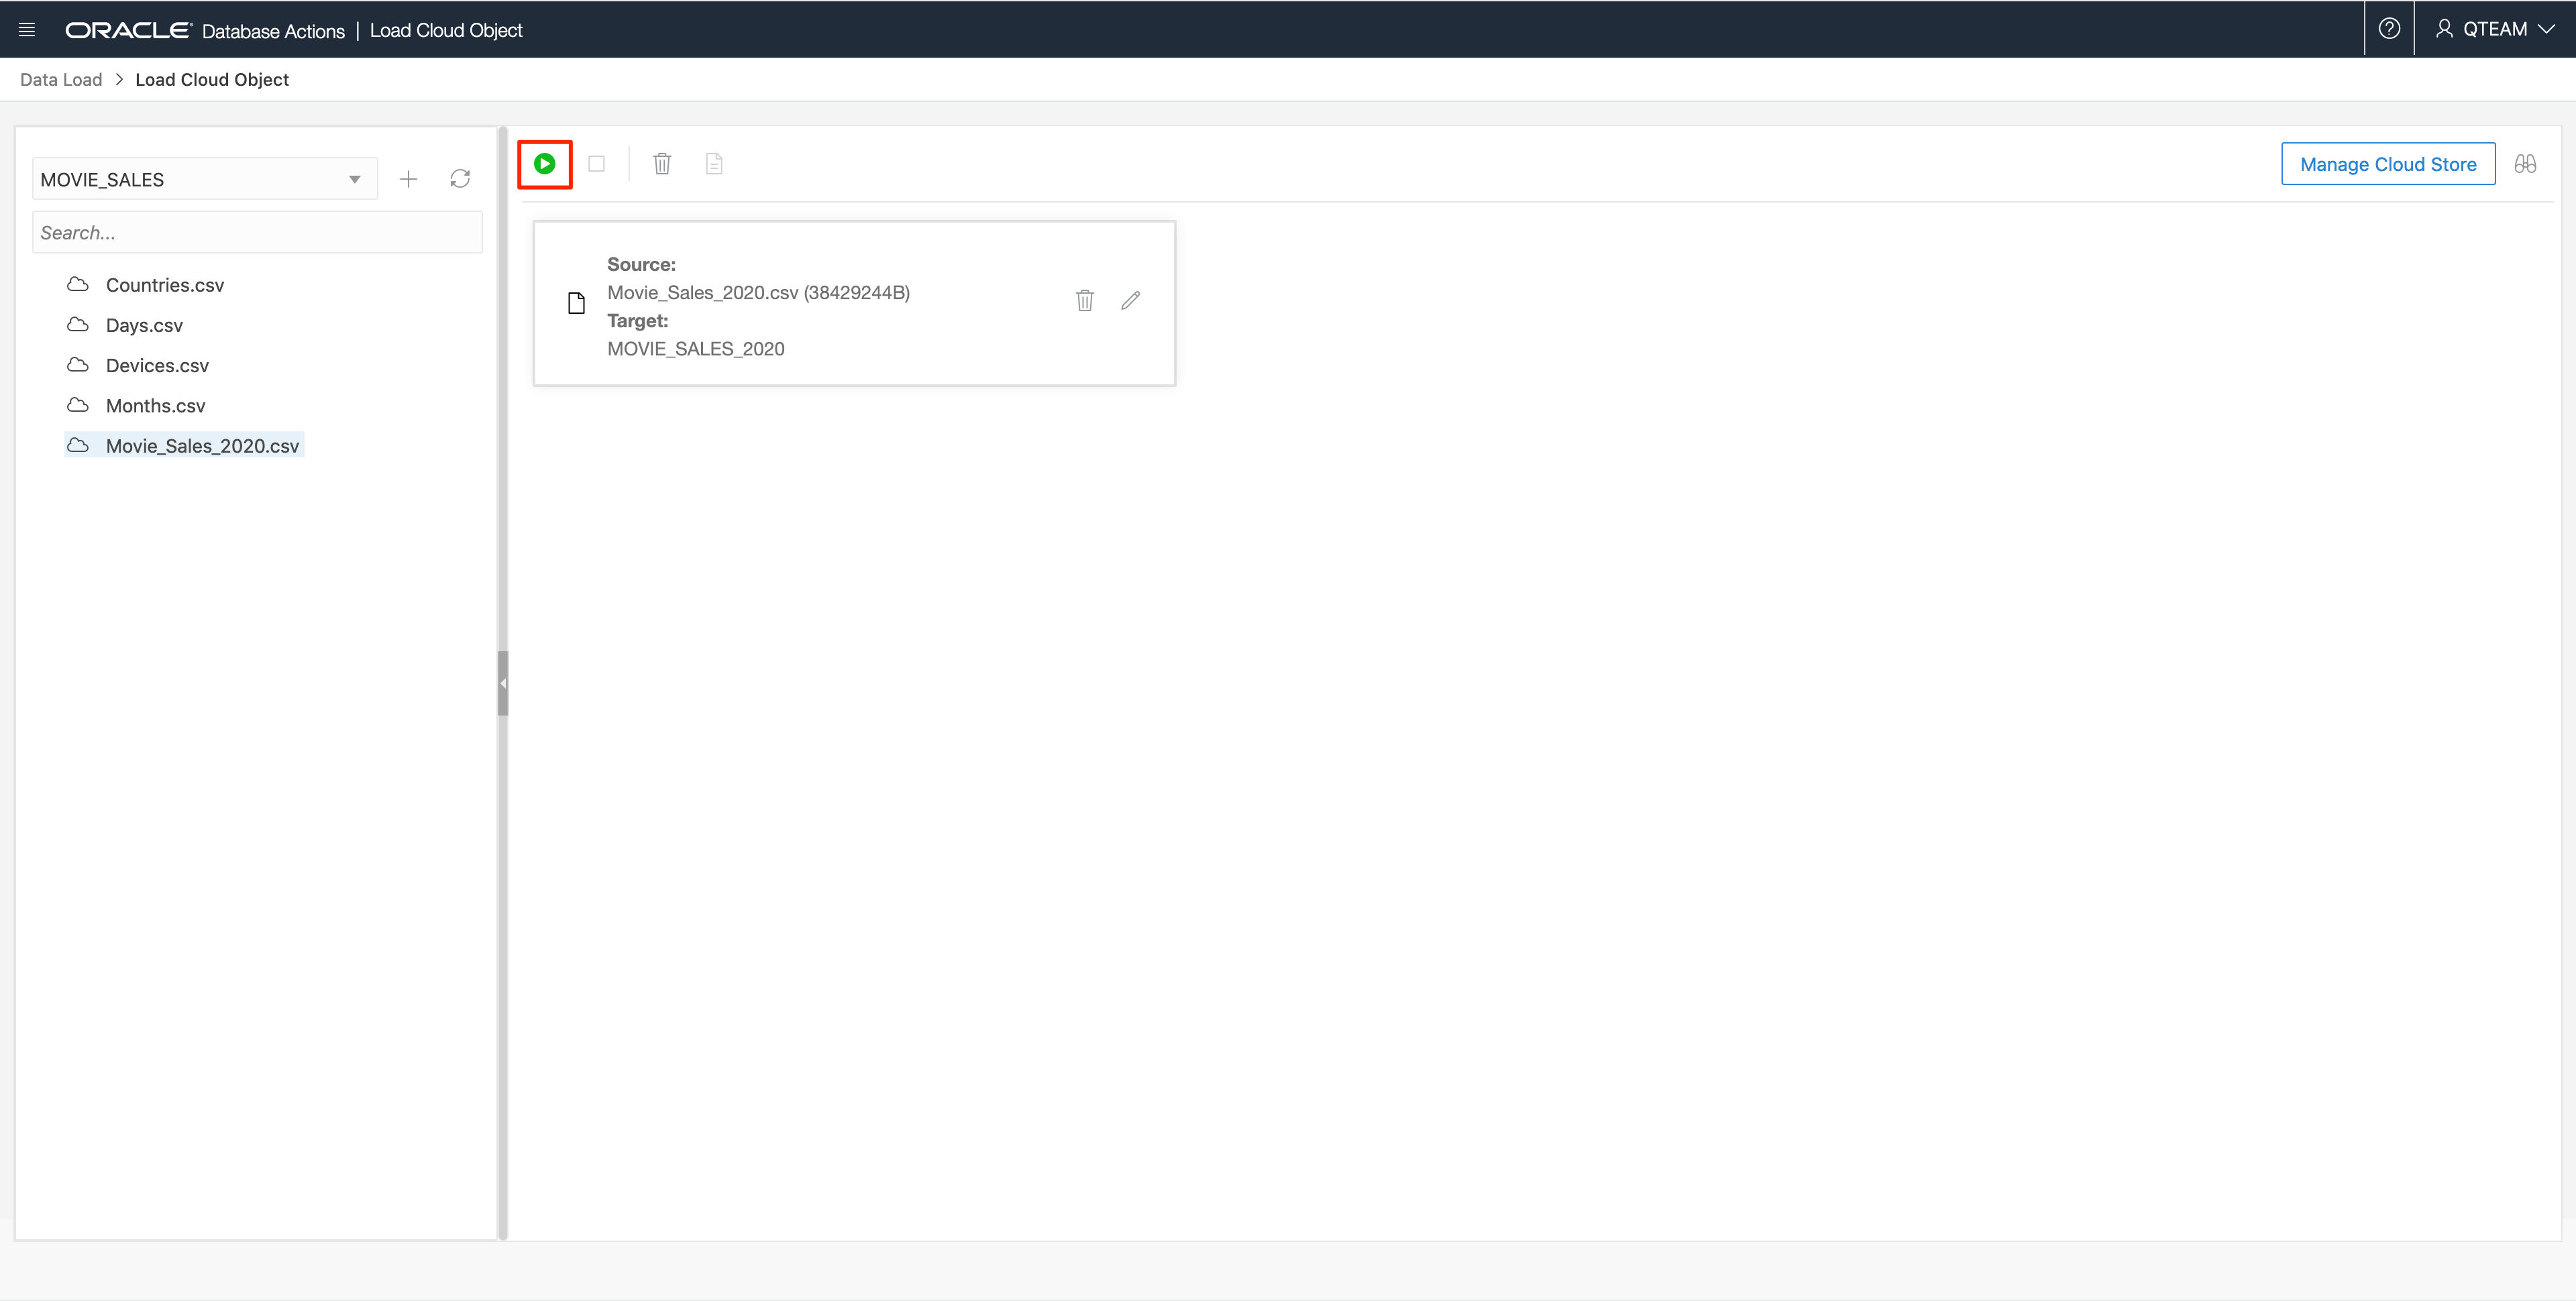 ORACLE Database Actions | Load Cloud Object
QTEAM
Data Load > Load Cloud Object
MOVIE_SALES
Search...
Countries.csv
Days.csv
Devices.csv
Months.csv
Movie_Sales_2020.csv
Manage Cloud Store
Source:
Movie_Sales_2020.csv (38429244B)
Target:
MOVIE_SALES_2020